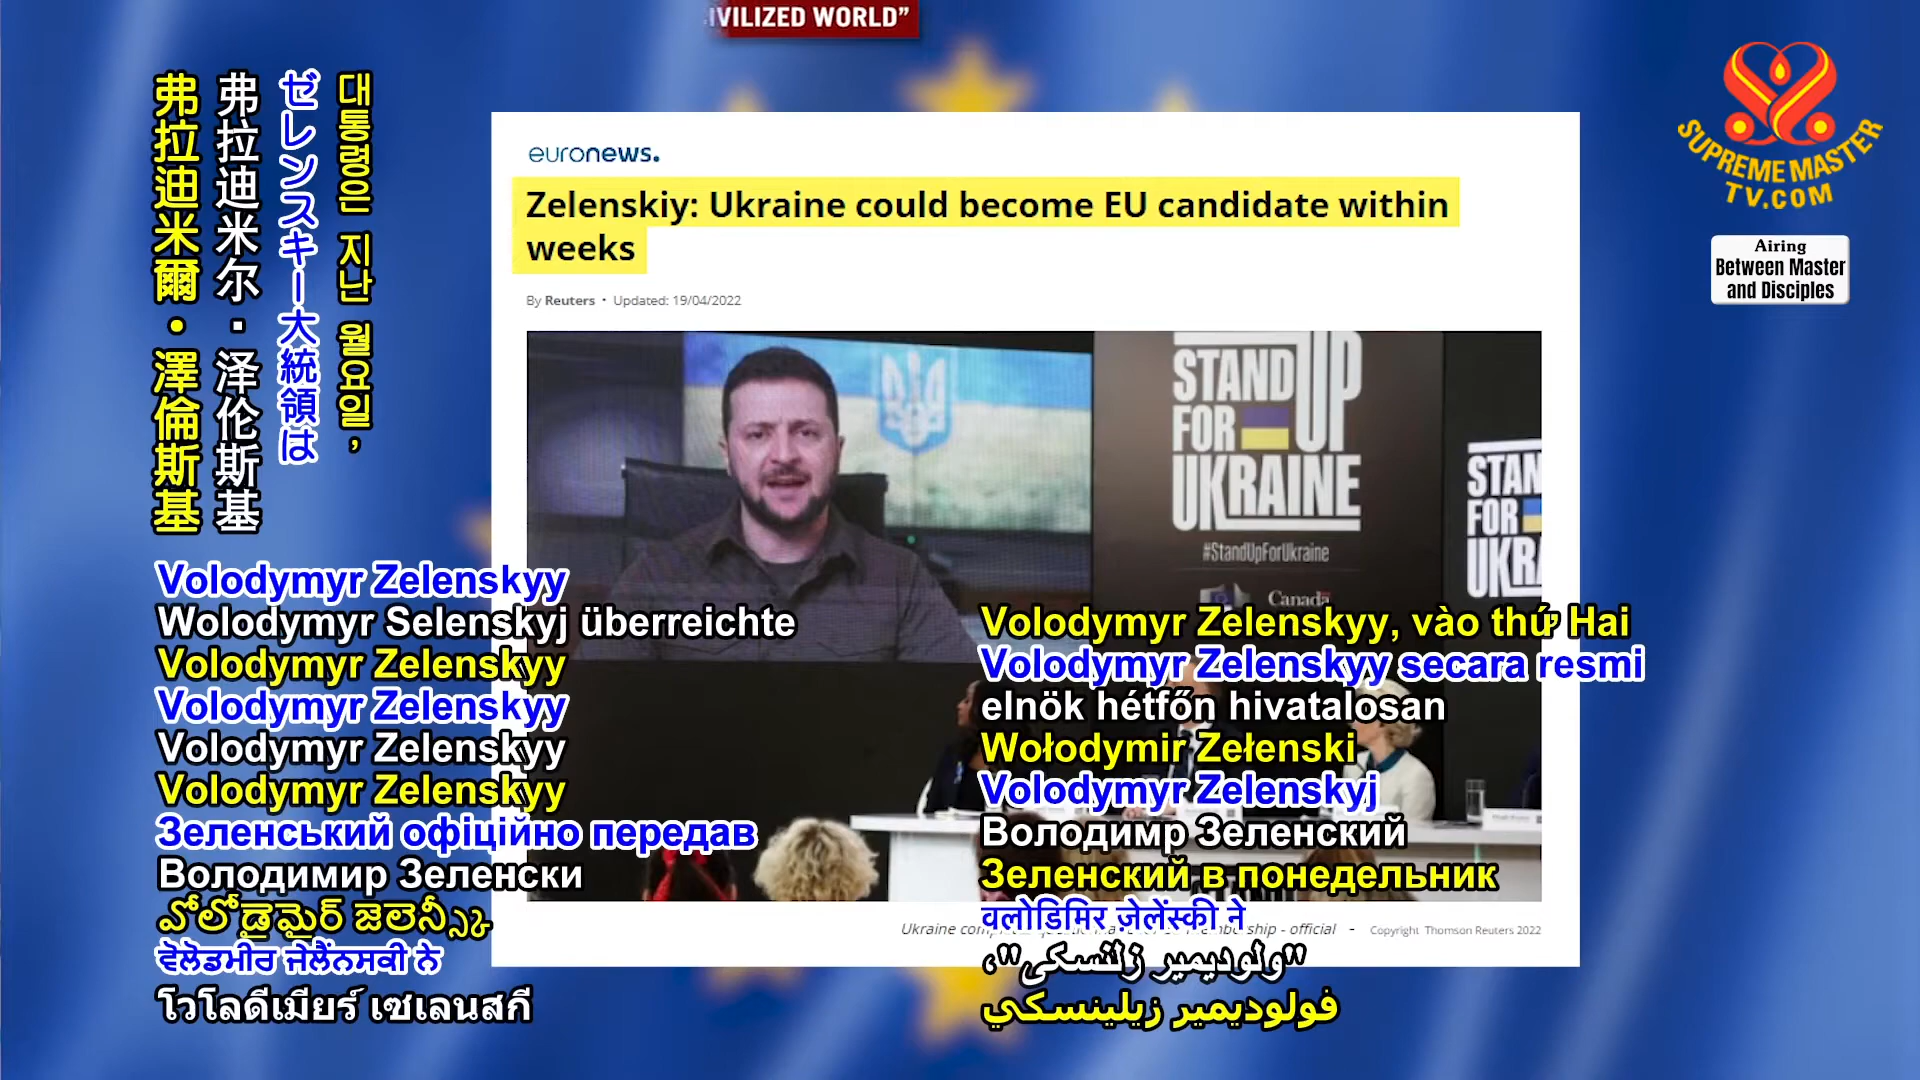 IVILIZED WORLD”
弗拉迪米爾・澤倫斯基
弗拉迪米尔・泽伦斯基
ゼレンスキー大統領は
대통령은 지난 월요일,
euronews.
Zelenskiy: Ukraine could become EU candidate within
weeks
By Reuters • Updated: 19/04/2022
STAND UP
FOR
UKRAINE
#StandUpForUkraine
Canada
STAN
FOR
UKRA
SUPREME MASTER
TV.COM
Airing
Between Master
and Disciples
Volodymyr Zelenskyy
Wolodymyr Selenskyj überreichte
Volodymyr Zelenskyy
Volodymyr Zelenskyy
Volodymyr Zelenskyy
Volodymyr Zelenskyy
Зеленський офіційно передав
Володимир Зеленски
వోలోడైమైర్ జెలెన్స్కీ
ਵੋਲੋਡਮੀਰ ਜੇਲੈਂਨਸਕੀ ਨੇ
โวโลดีเมียร์ เซเลนสกี
Volodymyr Zelenskyy, vào thứ Hai
Volodymyr Zelenskyy secara resmi
elnök hétfőn hivatalosan
Wołodymir Zełenski
Volodymyr Zelenskyj
Володимр Зеленский
Зеленский в понедельник
वलोडिमिर ज़ेलेंस्की ने
"ولودیمیر زلنسکی"،
فولوديمير زيلينسكي
Ukraine membership - official -
Copyright Thomson Reuters 2022